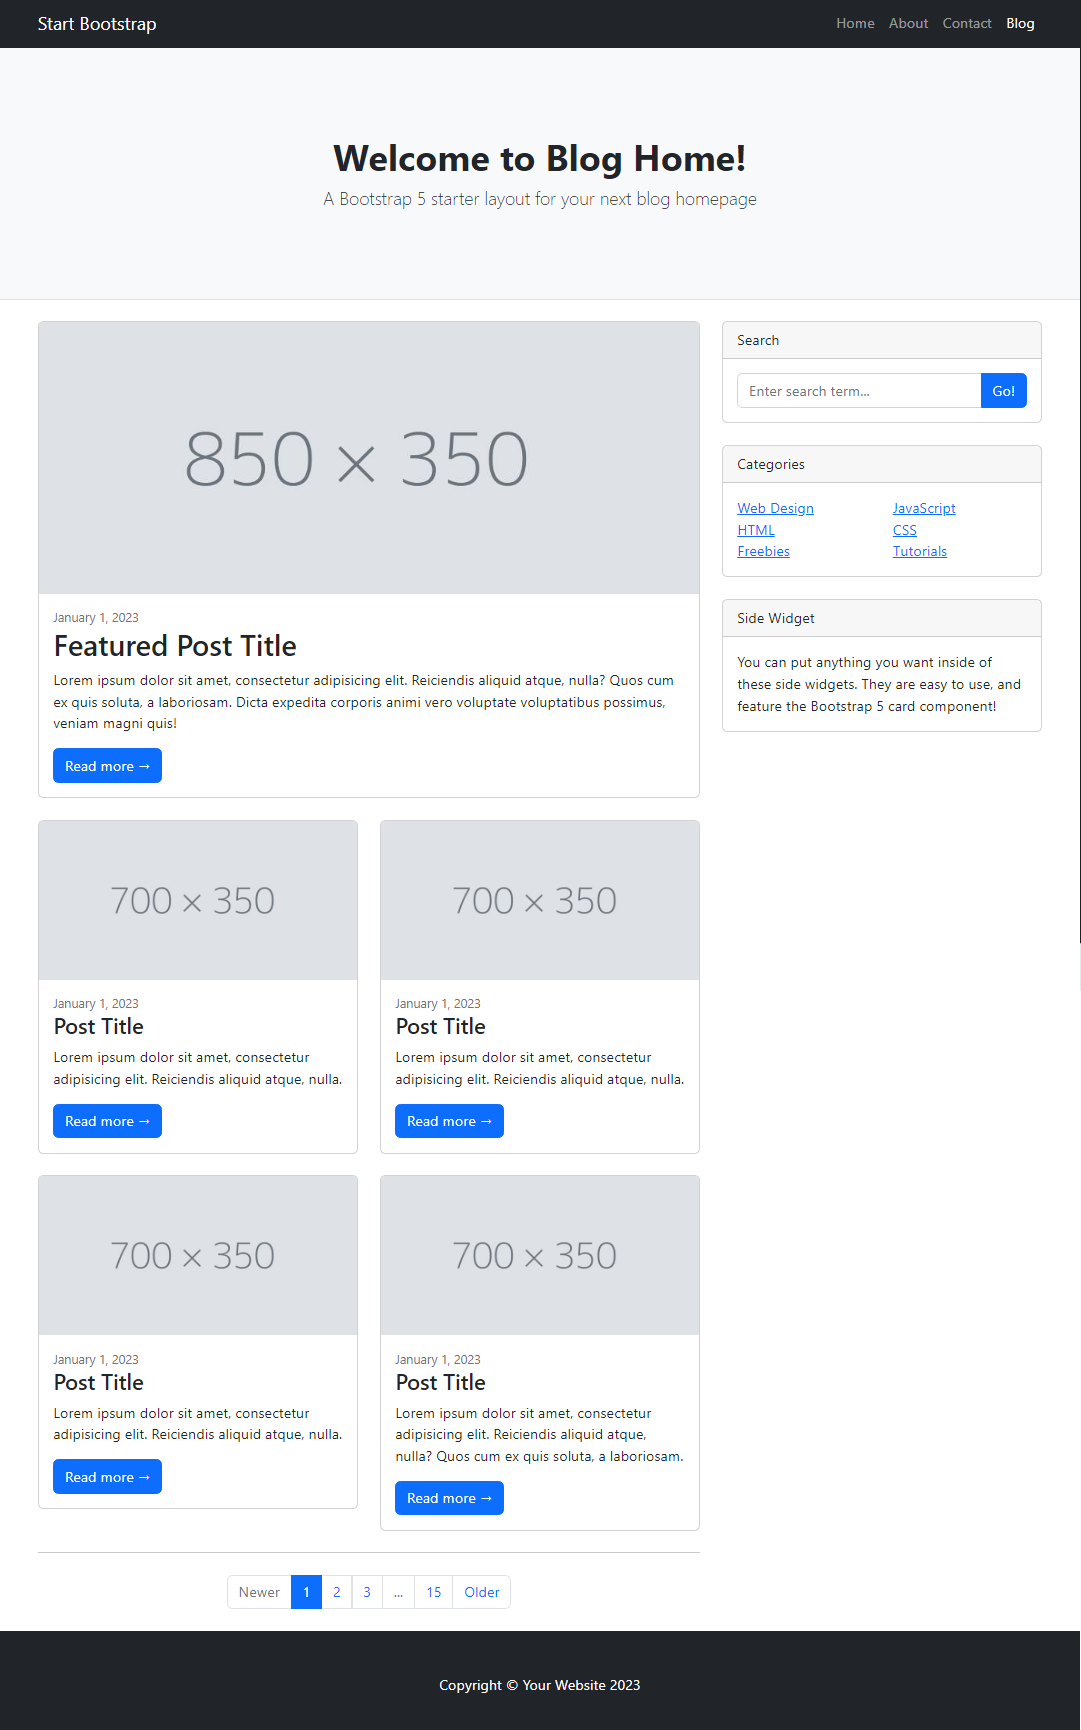 Start Bootstrap
Home About Contact Blog
Welcome to Blog Home!
A Bootstrap 5 starter layout for your next blog homepage
850 × 350
January 1, 2023
Featured Post Title
Lorem ipsum dolor sit amet, consectetur adipisicing elit. Reiciendis aliquid atque, nulla? Quos cum
ex quis soluta, a laboriosam. Dicta expedita corporis animi vero voluptate voluptatibus possimus,
veniam magni quis!
Read more →
700 × 350
January 1, 2023
Post Title
Lorem ipsum dolor sit amet, consectetur
adipisicing elit. Reiciendis aliquid atque, nulla.
Read more →
700 × 350
January 1, 2023
Post Title
Lorem ipsum dolor sit amet, consectetur
adipisicing elit. Reiciendis aliquid atque, nulla.
Read more →
700 × 350
January 1, 2023
Post Title
Lorem ipsum dolor sit amet, consectetur
adipisicing elit. Reiciendis aliquid atque, nulla.
Read more →
700 × 350
January 1, 2023
Post Title
Lorem ipsum dolor sit amet, consectetur
adipisicing elit. Reiciendis aliquid atque,
nulla? Quos cum ex quis soluta, a laboriosam.
Read more →
Newer 1 2 3 ... 15 Older
Search
Enter search term... Go!
Categories
Web Design JavaScript
HTML CSS
Freebies Tutorials
Side Widget
You can put anything you want inside of
these side widgets. They are easy to use, and
feature the Bootstrap 5 card component!
Copyright © Your Website 2023